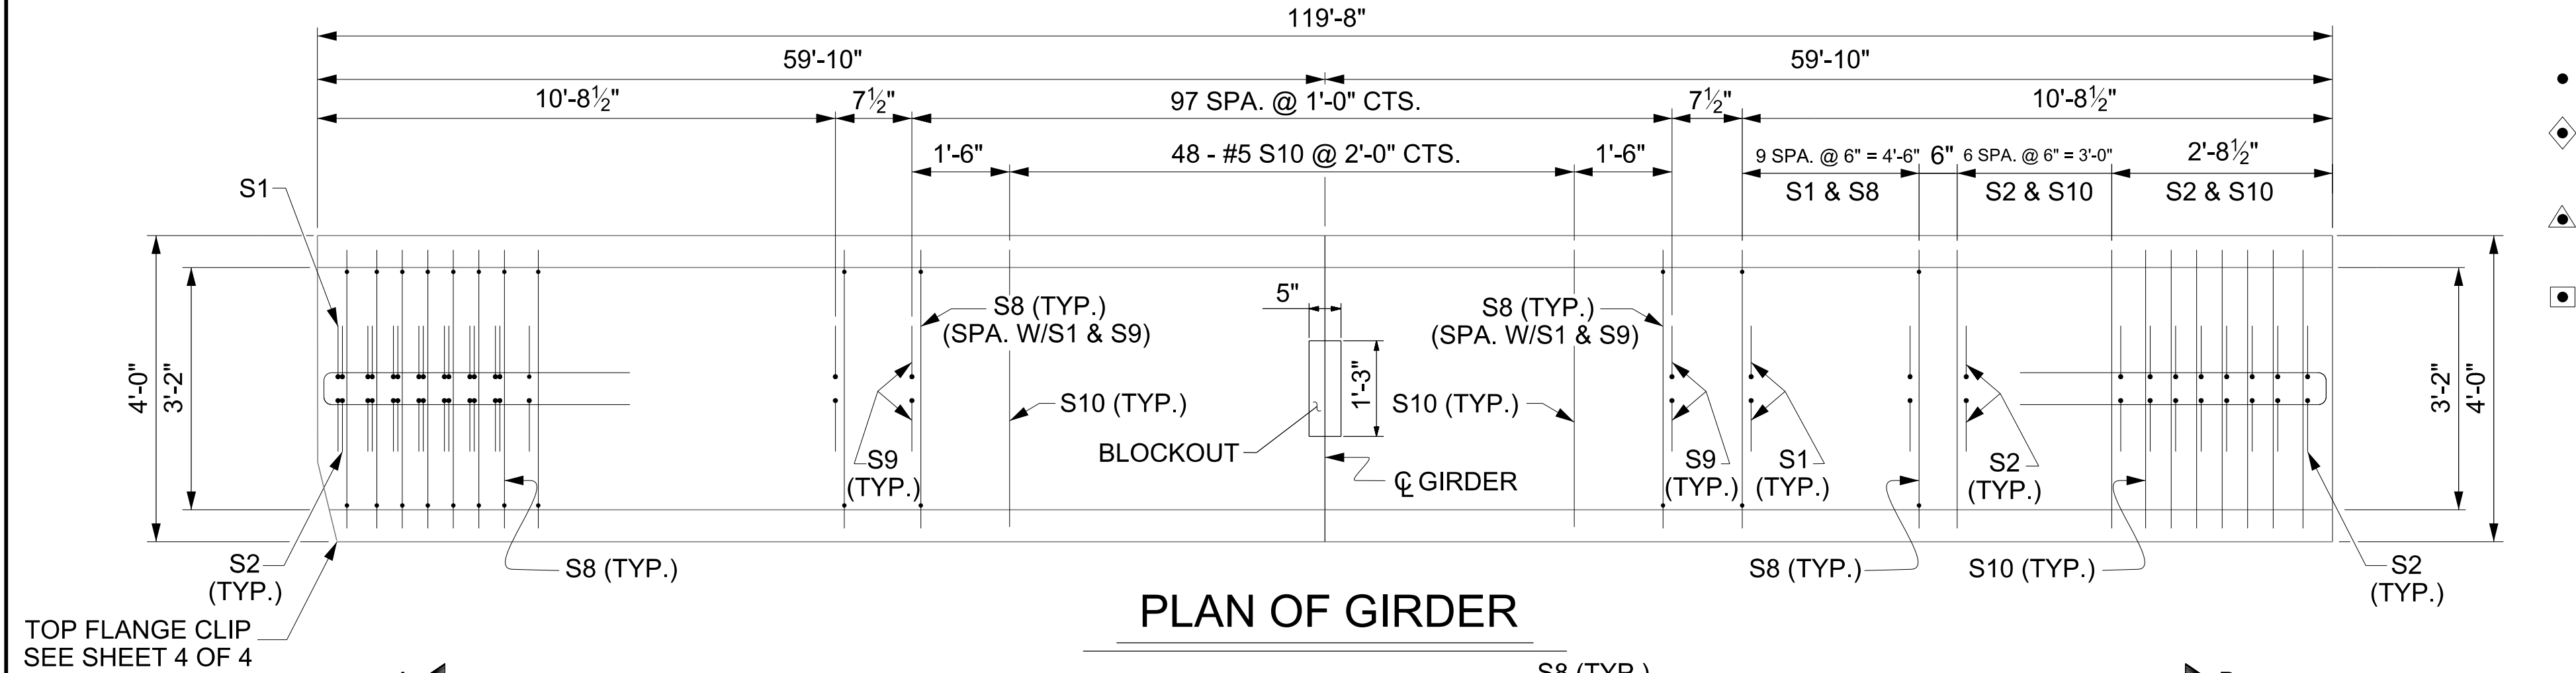 119'-8"
59'-10" 59'-10"
10'-8½" 7½" 97 SPA. @ 1'-0" CTS. 7½" 10'-8½"
1'-6" 48 - #5 S10 @ 2'-0" CTS. 1'-6" 9 SPA. @ 6" = 4'-6" 6" 6 SPA. @ 6" = 3'-0" 2'-8½"
S1 S1 & S8 S2 & S10 S2 & S10
5"
S8 (TYP.)
(SPA. W/S1 & S9)
S8 (TYP.)
(SPA. W/S1 & S9)
4'-0"
3'-2"
1'-3"
3'-2"
4'-0"
S10 (TYP.)
S10 (TYP.)
BLOCKOUT
℄ GIRDER
S9
(TYP.)
S9
(TYP.)
S1
(TYP.)
S2
(TYP.)
S2
(TYP.)
S8 (TYP.)
S8 (TYP.)
S10 (TYP.)
S2
(TYP.)
TOP FLANGE CLIP
SEE SHEET 4 OF 4
PLAN OF GIRDER
S8 (TYP.)